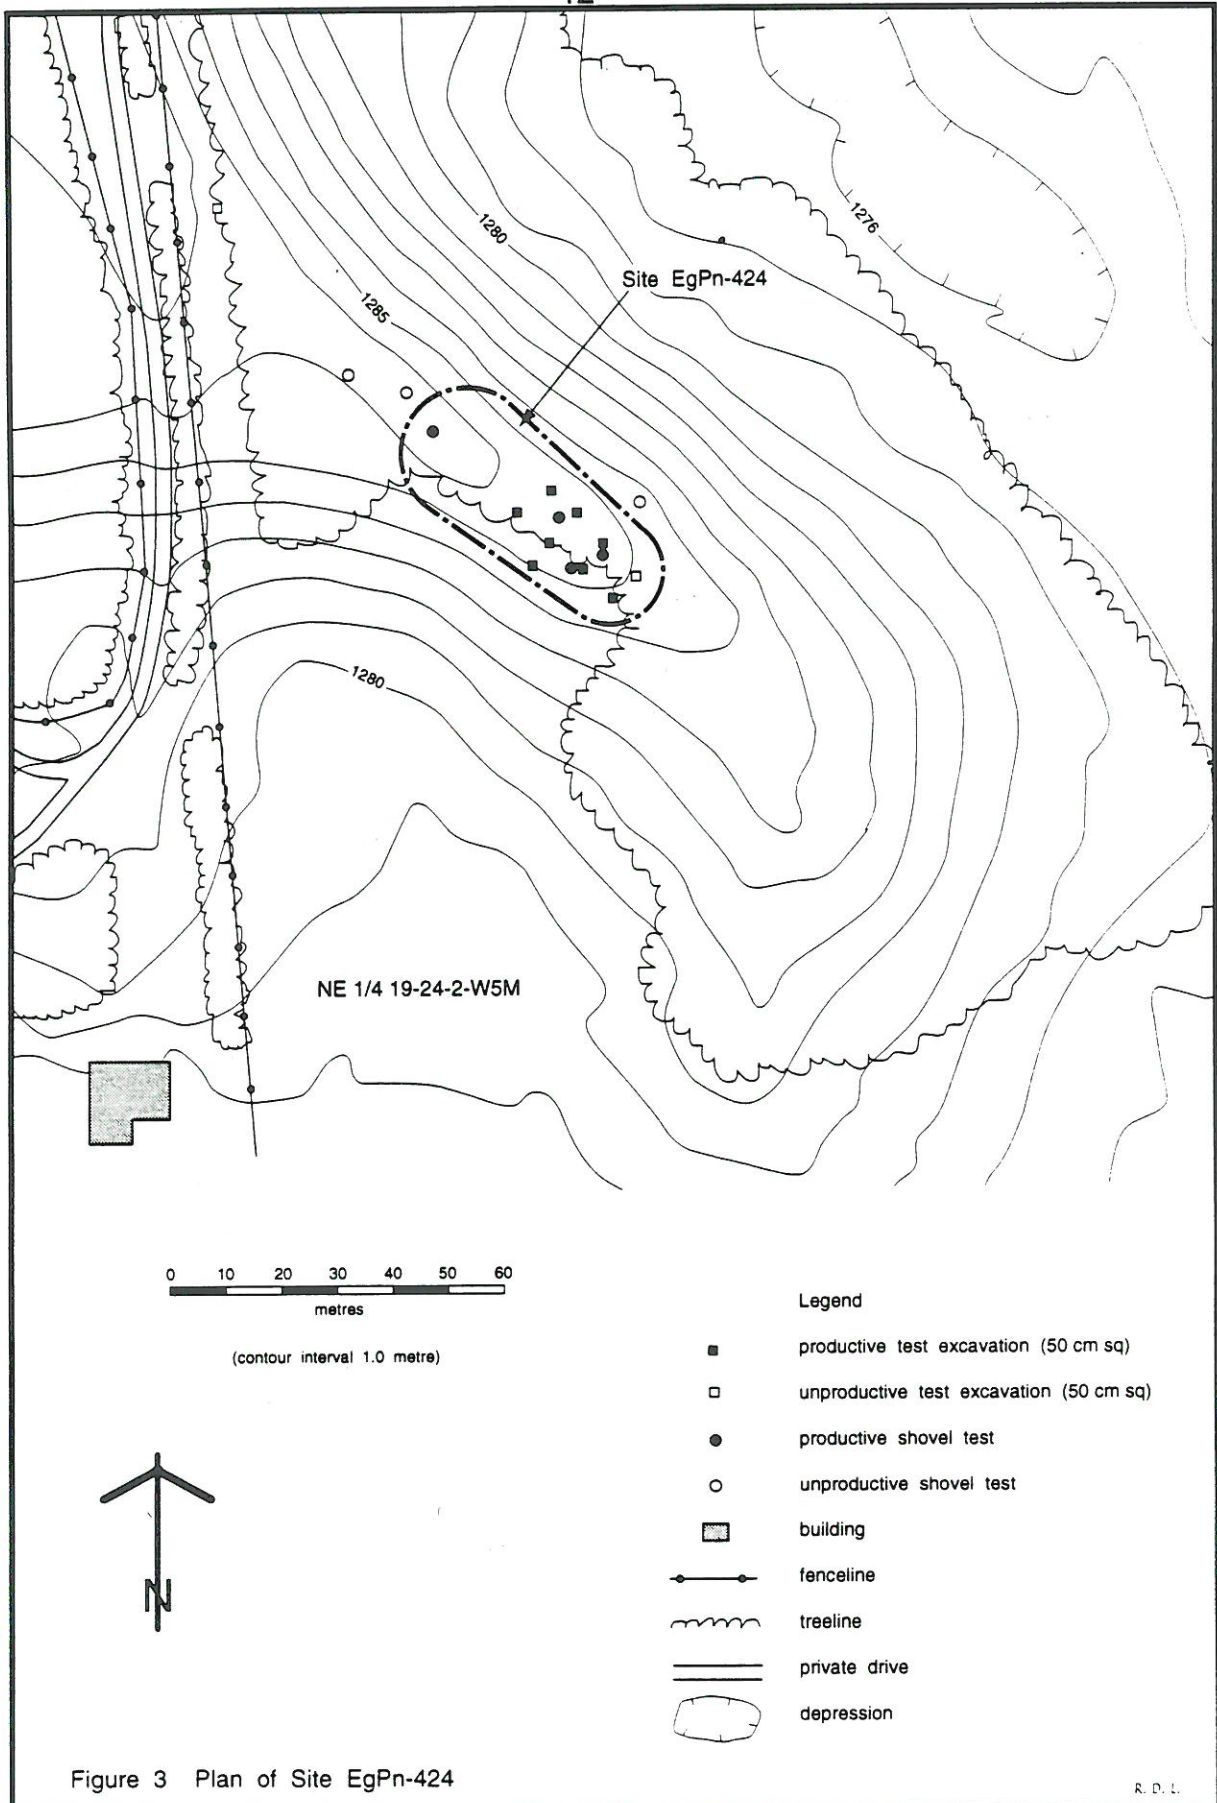 1276
1280
Site EgPn-424
1285
1280
NE 1/4 19-24-2-W5M
0 10 20 30 40 50 60
metres
(contour interval 1.0 metre)
N
Legend
productive test excavation (50 cm sq)
unproductive test excavation (50 cm sq)
productive shovel test
unproductive shovel test
building
fenceline
treeline
private drive
depression
Figure 3 Plan of Site EgPn-424
R. D. L.